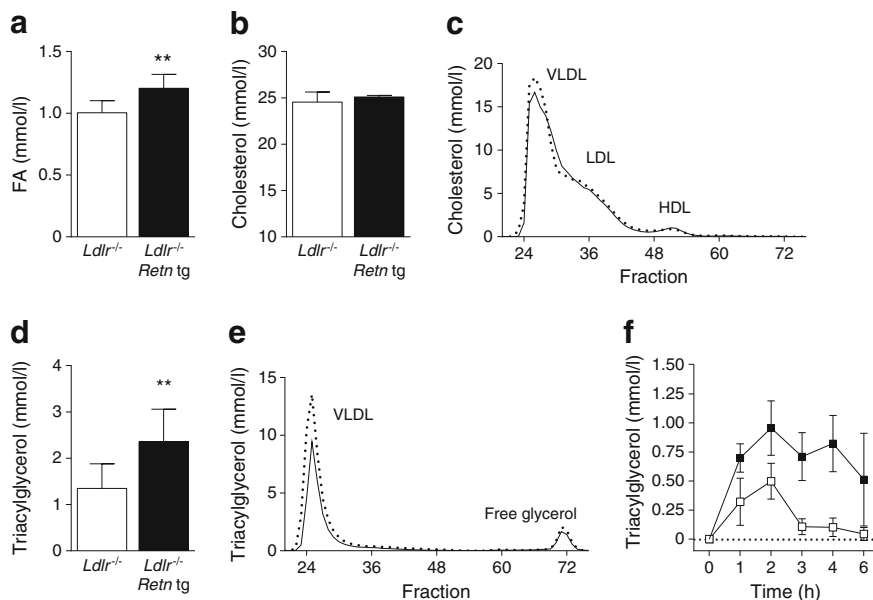 a
FA (mmol/l)
1.5
1.0
0.5
0
**
Ldlr-/-
Ldlr-/-
Retn tg
b
Cholesterol (mmol/l)
30
25
20
15
10
Ldlr-/-
Ldlr-/-
Retn tg
c
Cholesterol (mmol/l)
20
15
10
5
0
VLDL
LDL
HDL
24 36 48 60 72
Fraction
d
Triacylglycerol (mmol/l)
4
3
2
1
0
**
Ldlr-/-
Ldlr-/-
Retn tg
e
Triacylglycerol (mmol/l)
15
10
5
0
VLDL
Free glycerol
24 36 48 60 72
Fraction
f
Triacylglycerol (mmol/l)
1.50
1.25
1.00
0.75
0.50
0.25
0
0 1 2 3 4 6
Time (h)